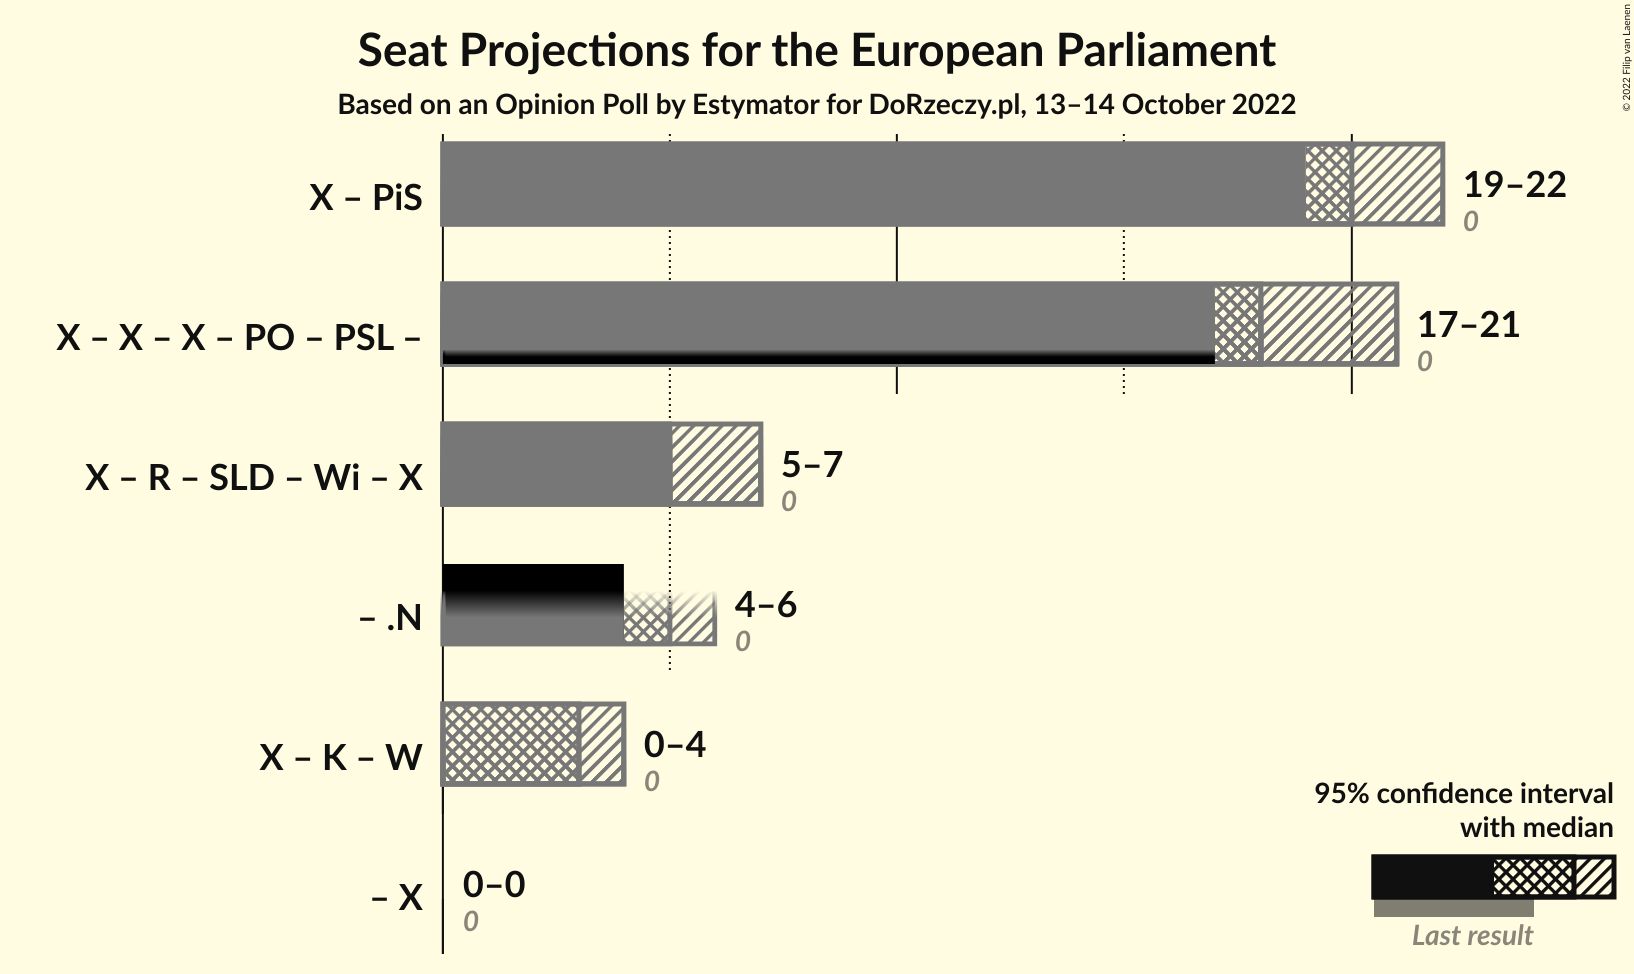 Seat Projections for the European Parliament
Based on an Opinion Poll by Estymator for DoRzeczy.pl, 13–14 October 2022
© 2022 Filip van Laenen
X – PiS
19–22
0
X – X – X – PO – PSL –
17–21
0
X – R – SLD – Wi – X
5–7
0
– .N
4–6
0
X – K – W
0–4
0
– X
0–0
0
95% confidence interval
with median
Last result